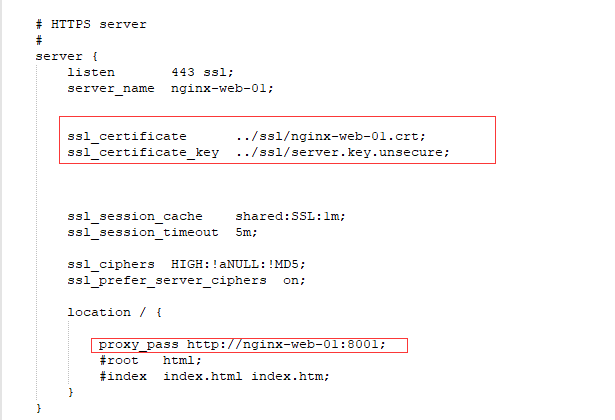 # HTTPS server
#
server {
listen 443 ssl;
server_name nginx-web-01;
ssl_certificate ../ssl/nginx-web-01.crt;
ssl_certificate_key ../ssl/server.key.unsecure;
ssl_session_cache shared:SSL:1m;
ssl_session_timeout 5m;
ssl_ciphers HIGH:!aNULL:!MD5;
ssl_prefer_server_ciphers on;
location / {
proxy_pass http://nginx-web-01:8001;
#root html;
#index index.html index.htm;
}
}